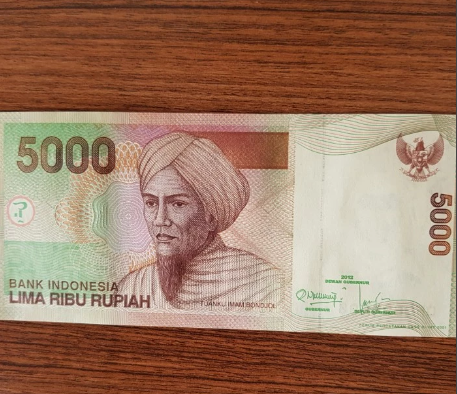 5000
BANK INDONESIA
LIMA RIBU RUPIAH
TUANKU IMAM BONDJOL
5000
2012
DEWAN GUBERNUR
GUBERNUR